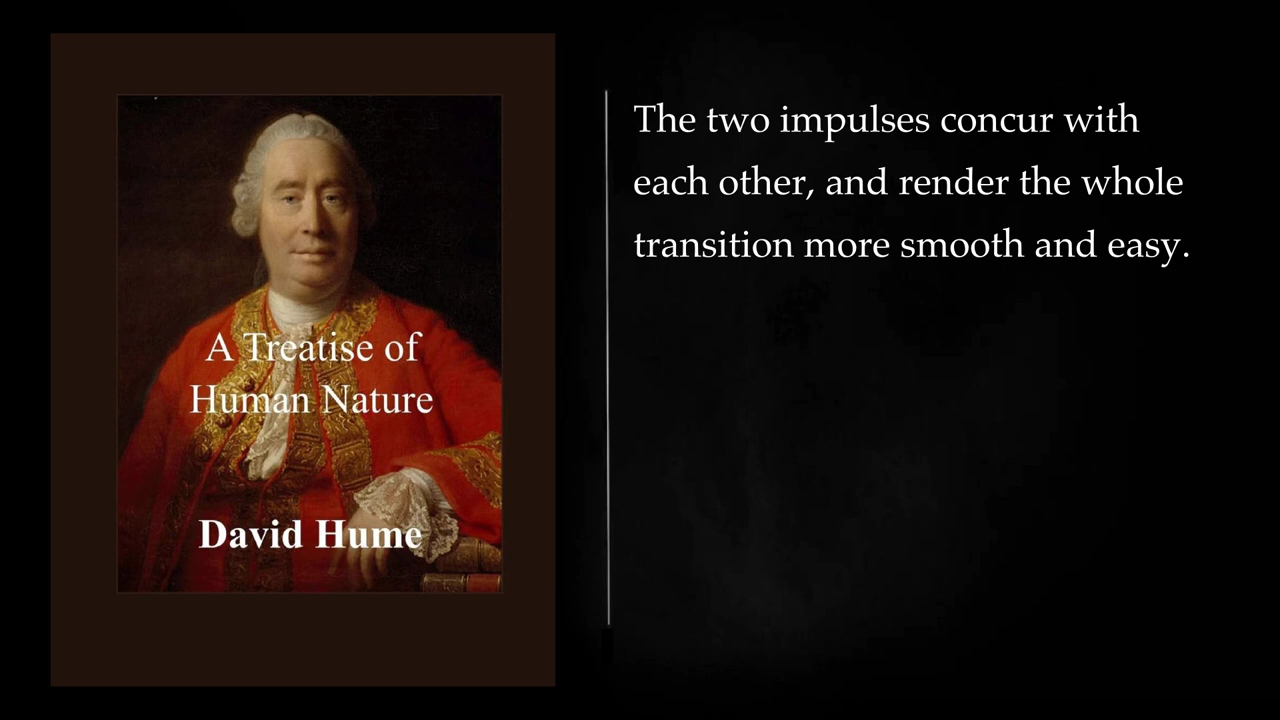 A Treatise of
Human Nature
David Hume
The two impulses concur with
each other, and render the whole
transition more smooth and easy.